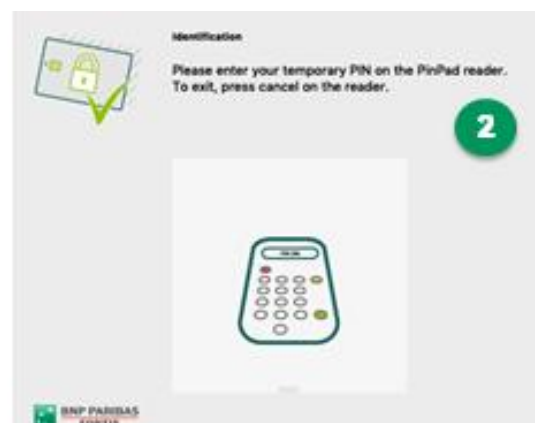 Identification
Please enter your temporary PIN on the PinPad reader.
To exit, press cancel on the reader.
2
BNP PARIBAS
FORTIS